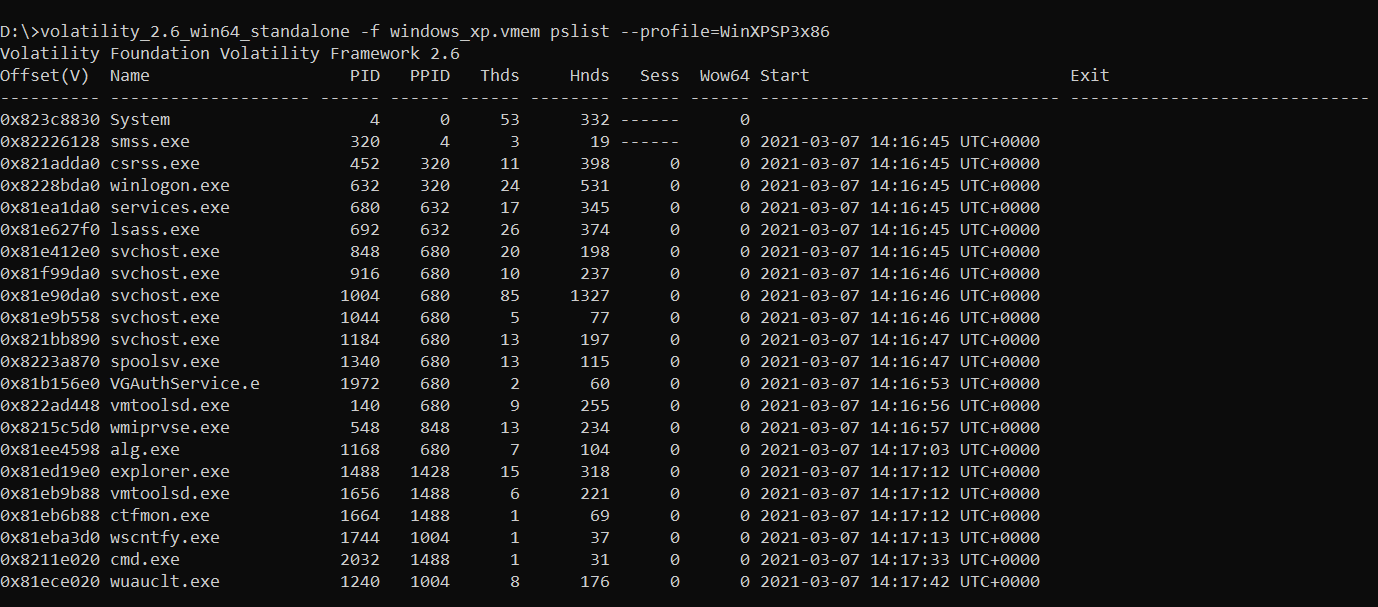 D:\>volatility_2.6_win64_standalone -f windows_xp.vmem pslist --profile=WinXPSP3x86
Volatility Foundation Volatility Framework 2.6
Offset(V)  Name                    PID   PPID   Thds     Hnds   Sess  Wow64 Start                          Exit
---------- -------------------- ------ ------ ------ -------- ------ ------ ------------------------------ ------------------------------
0x823c8830 System                    4      0     53      332 ------      0
0x82226128 smss.exe                320      4      3       19 ------      0 2021-03-07 14:16:45 UTC+0000
0x821adda0 csrss.exe               452    320     11      398      0      0 2021-03-07 14:16:45 UTC+0000
0x8228bda0 winlogon.exe            632    320     24      531      0      0 2021-03-07 14:16:45 UTC+0000
0x81ea1da0 services.exe            680    632     17      345      0      0 2021-03-07 14:16:45 UTC+0000
0x81e627f0 lsass.exe               692    632     26      374      0      0 2021-03-07 14:16:45 UTC+0000
0x81e412e0 svchost.exe             848    680     20      198      0      0 2021-03-07 14:16:45 UTC+0000
0x81f99da0 svchost.exe             916    680     10      237      0      0 2021-03-07 14:16:46 UTC+0000
0x81e90da0 svchost.exe            1004    680     85     1327      0      0 2021-03-07 14:16:46 UTC+0000
0x81e9b558 svchost.exe            1044    680      5       77      0      0 2021-03-07 14:16:46 UTC+0000
0x821bb890 svchost.exe            1184    680     13      197      0      0 2021-03-07 14:16:47 UTC+0000
0x8223a870 spoolsv.exe            1340    680     13      115      0      0 2021-03-07 14:16:47 UTC+0000
0x81b156e0 VGAuthService.e        1972    680      2       60      0      0 2021-03-07 14:16:53 UTC+0000
0x822ad448 vmtoolsd.exe            140    680      9      255      0      0 2021-03-07 14:16:56 UTC+0000
0x8215c5d0 wmiprvse.exe            548    848     13      234      0      0 2021-03-07 14:16:57 UTC+0000
0x81ee4598 alg.exe                1168    680      7      104      0      0 2021-03-07 14:17:03 UTC+0000
0x81ed19e0 explorer.exe           1488   1428     15      318      0      0 2021-03-07 14:17:12 UTC+0000
0x81eb9b88 vmtoolsd.exe           1656   1488      6      221      0      0 2021-03-07 14:17:12 UTC+0000
0x81eb6b88 ctfmon.exe             1664   1488      1       69      0      0 2021-03-07 14:17:12 UTC+0000
0x81eba3d0 wscntfy.exe            1744   1004      1       37      0      0 2021-03-07 14:17:13 UTC+0000
0x8211e020 cmd.exe                2032   1488      1       31      0      0 2021-03-07 14:17:33 UTC+0000
0x81ece020 wuauclt.exe            1240   1004      8      176      0      0 2021-03-07 14:17:42 UTC+0000